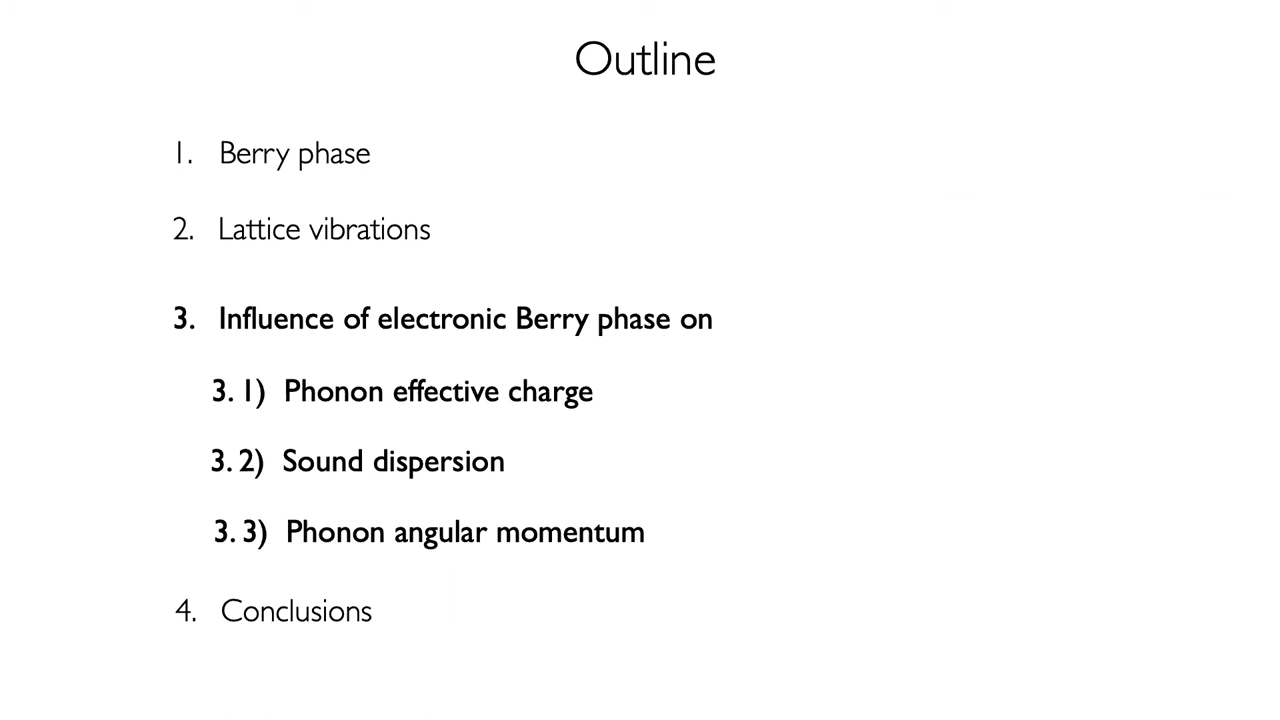 Outline
1. Berry phase
2. Lattice vibrations
3. Influence of electronic Berry phase on
3. 1) Phonon effective charge
3. 2) Sound dispersion
3. 3) Phonon angular momentum
4. Conclusions